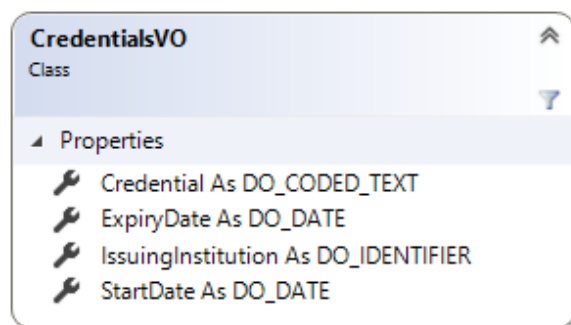 CredentialsVO
Class
Properties
Credential As DO_CODED_TEXT
ExpiryDate As DO_DATE
IssuingInstitution As DO_IDENTIFIER
StartDate As DO_DATE